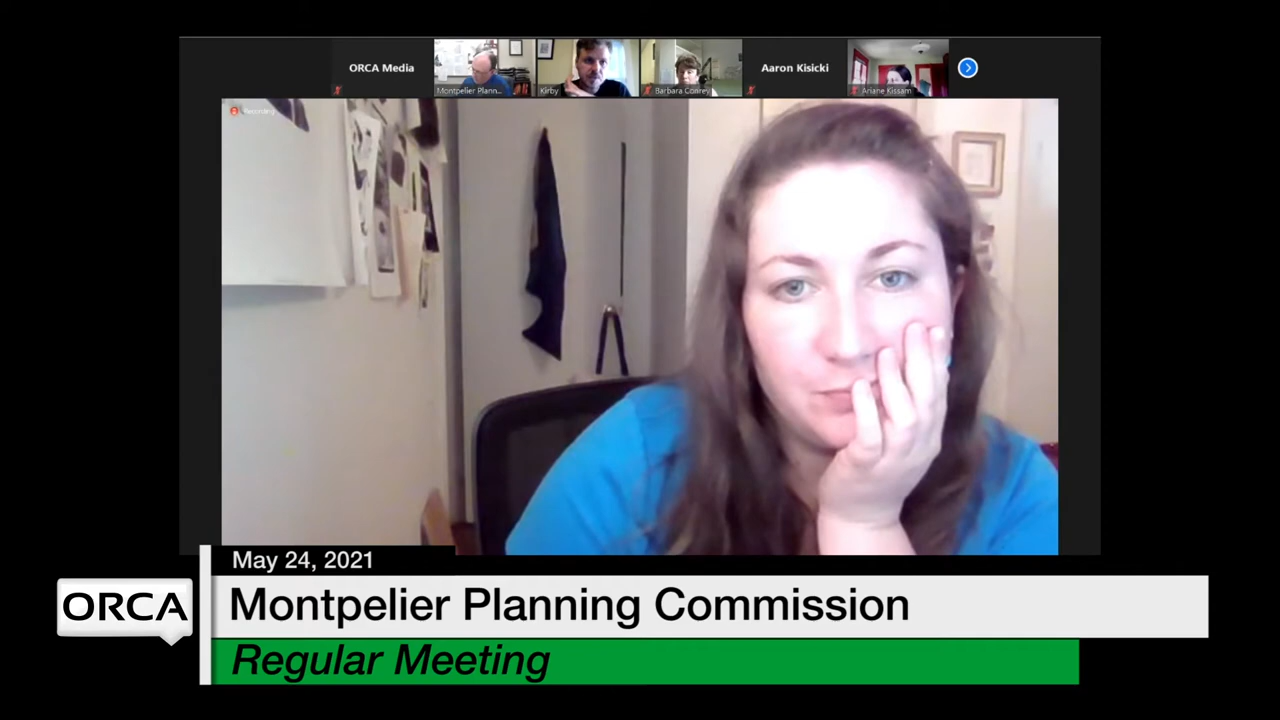 ORCA Media
Montpelier Plann...
Kirby
Barbara Conrey
Aaron Kisicki
Ariane Kissam
Recording
May 24, 2021
ORCA
Montpelier Planning Commission
Regular Meeting